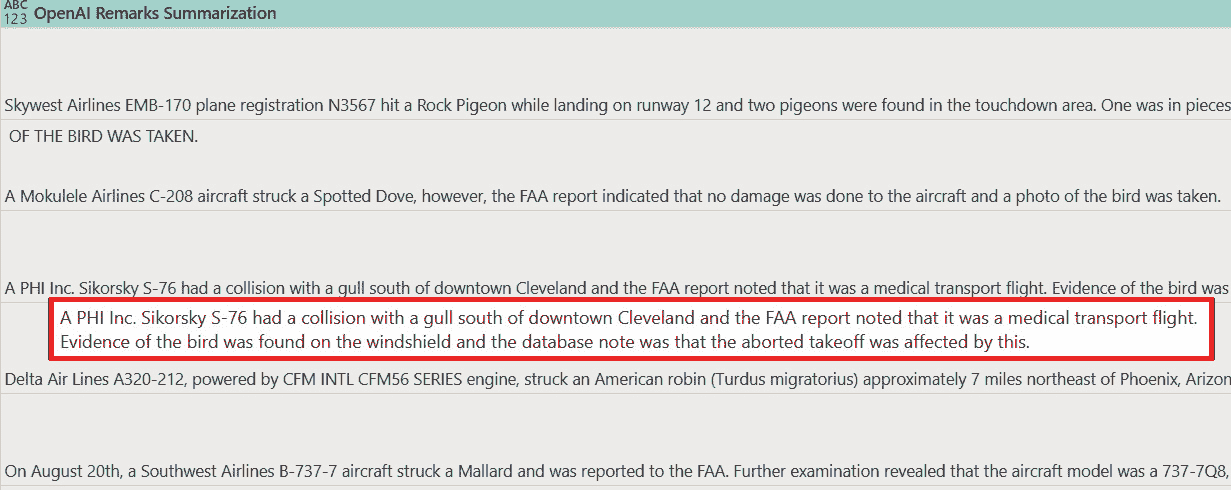 ABC
123 OpenAI Remarks Summarization
Skywest Airlines EMB-170 plane registration N3567 hit a Rock Pigeon while landing on runway 12 and two pigeons were found in the touchdown area. One was in pieces
OF THE BIRD WAS TAKEN.
A Mokulele Airlines C-208 aircraft struck a Spotted Dove, however, the FAA report indicated that no damage was done to the aircraft and a photo of the bird was taken.
A PHI Inc. Sikorsky S-76 had a collision with a gull south of downtown Cleveland and the FAA report noted that it was a medical transport flight. Evidence of the bird was
A PHI Inc. Sikorsky S-76 had a collision with a gull south of downtown Cleveland and the FAA report noted that it was a medical transport flight.
Evidence of the bird was found on the windshield and the database note was that the aborted takeoff was affected by this.
Delta Air Lines A320-212, powered by CFM INTL CFM56 SERIES engine, struck an American robin (Turdus migratorius) approximately 7 miles northeast of Phoenix, Arizon
On August 20th, a Southwest Airlines B-737-7 aircraft struck a Mallard and was reported to the FAA. Further examination revealed that the aircraft model was a 737-7Q8,